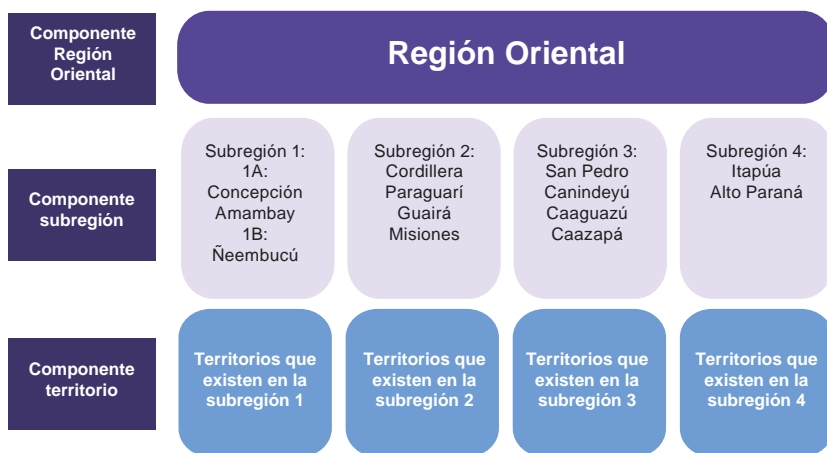 Componente
Región
Oriental
Región Oriental
Componente
subregión
Subregión 1:
1A:
Concepción
Amambay
1B:
Ñeembucú
Subregión 2:
Cordillera
Paraguarí
Guairá
Misiones
Subregión 3:
San Pedro
Canindeyú
Caaguazú
Caazapá
Subregión 4:
Itapúa
Alto Paraná
Componente
territorio
Territorios que
existen en la
subregión 1
Territorios que
existen en la
subregión 2
Territorios que
existen en la
subregión 3
Territorios que
existen en la
subregión 4